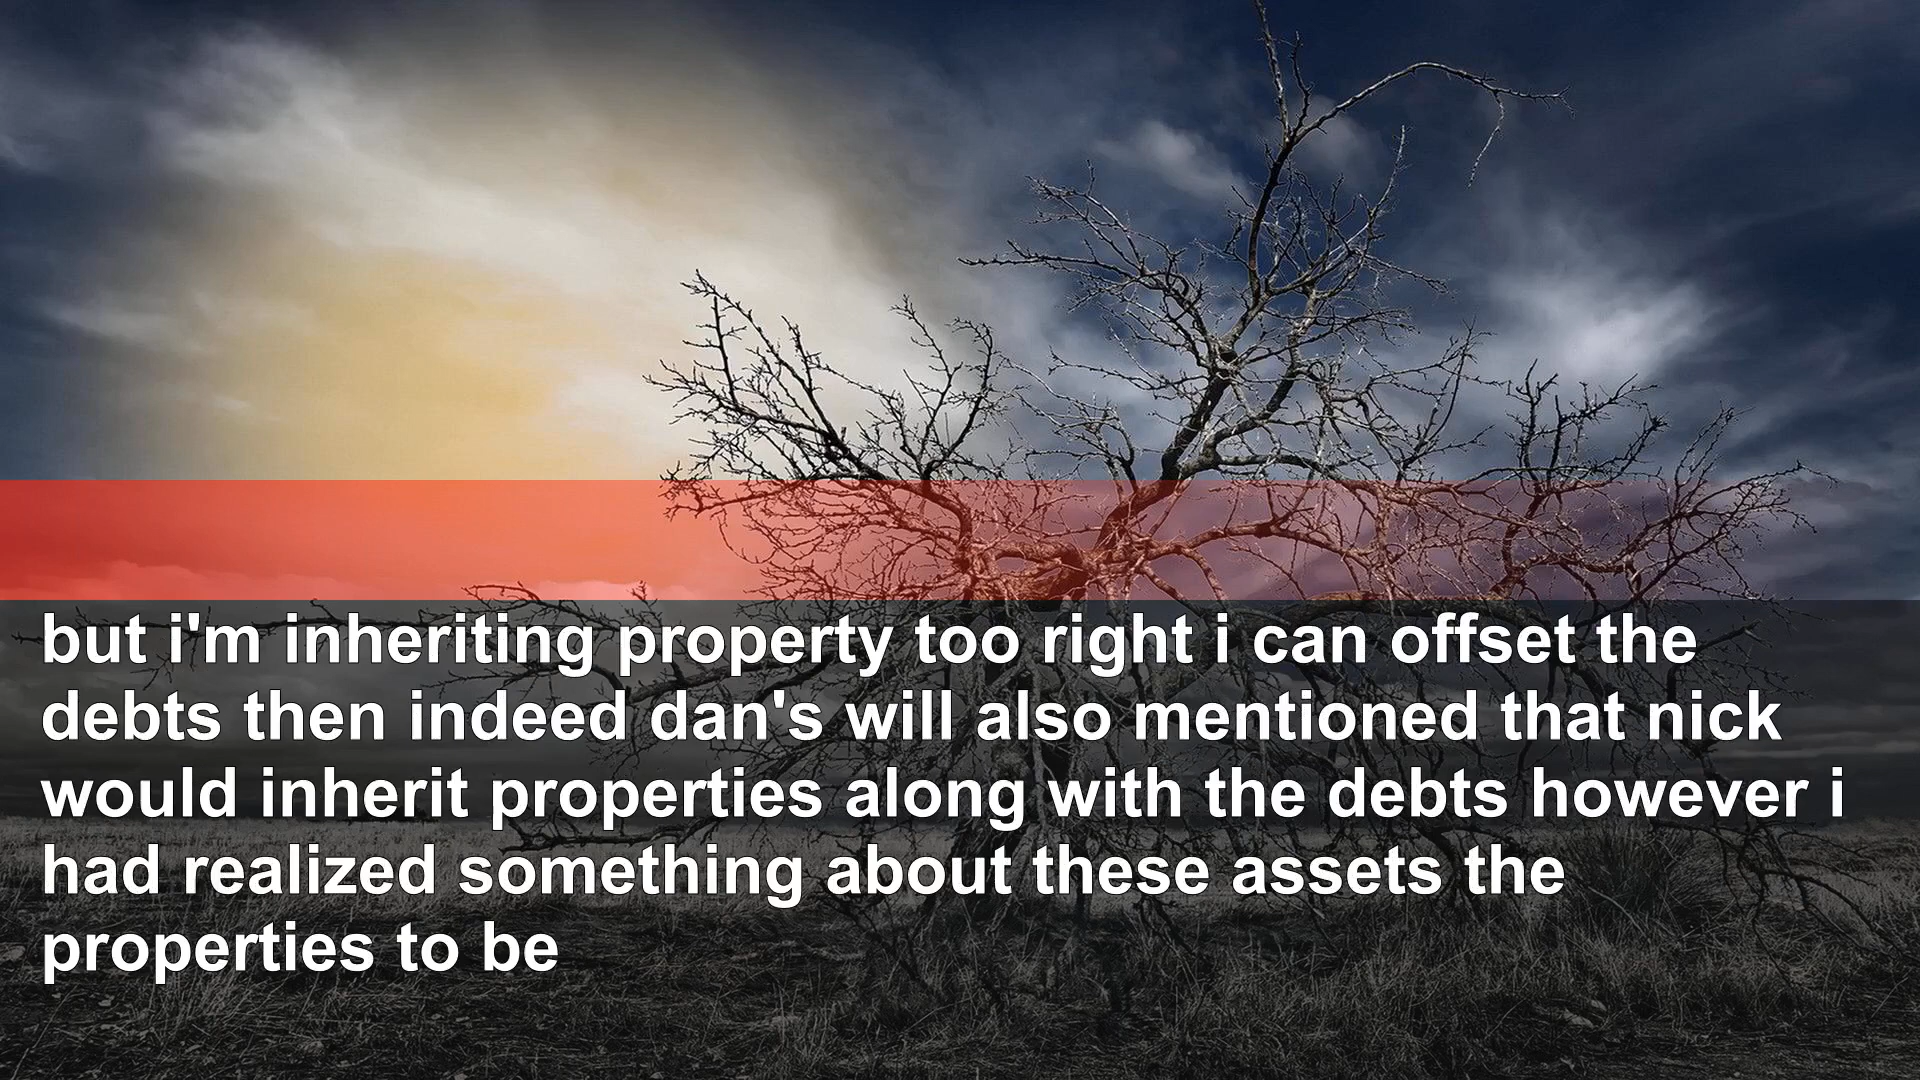 but i'm inheriting property too right i can offset the
debts then indeed dan's will also mentioned that nick
would inherit properties along with the debts however i
had realized something about these assets the
properties to be